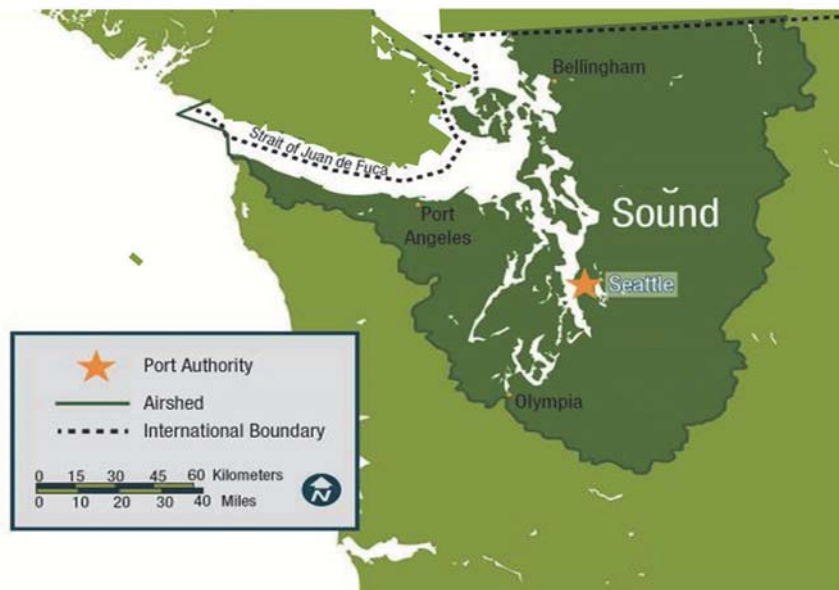 Bellingham
Strait of Juan de Fuca
Port
Angeles
Sound
Seattle
Olympia
Port Authority
Airshed
International Boundary
0 15 30 45 60 Kilometers
0 10 20 30 40 Miles
N